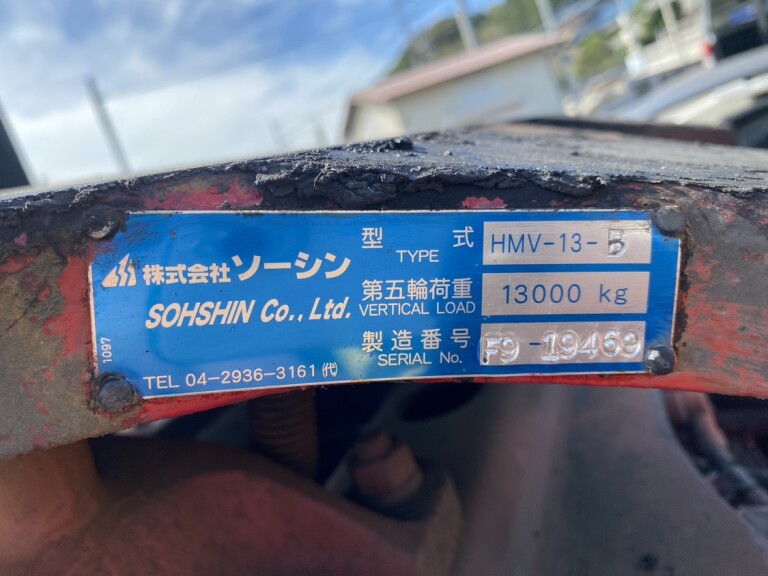 株式会社ソーシン
SOHSHIN Co., Ltd.
TEL 04-2936-3161 ㈹
1097
型式 HMV-13-B
TYPE
第五輪荷重 13000 kg
VERTICAL LOAD
製造番号 F9-19469
SERIAL No.